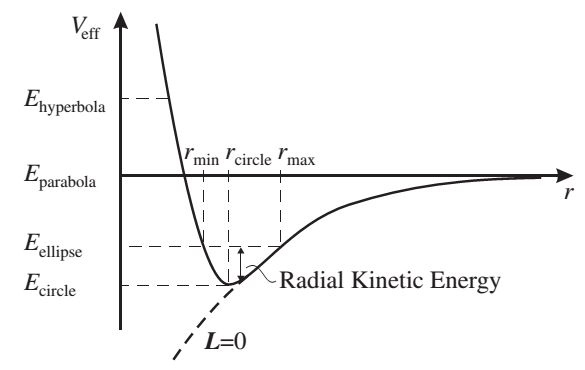 V_eff
E_hyperbola
r_min r_circle r_max
E_parabola
r
E_ellipse
Radial Kinetic Energy
E_circle
L=0